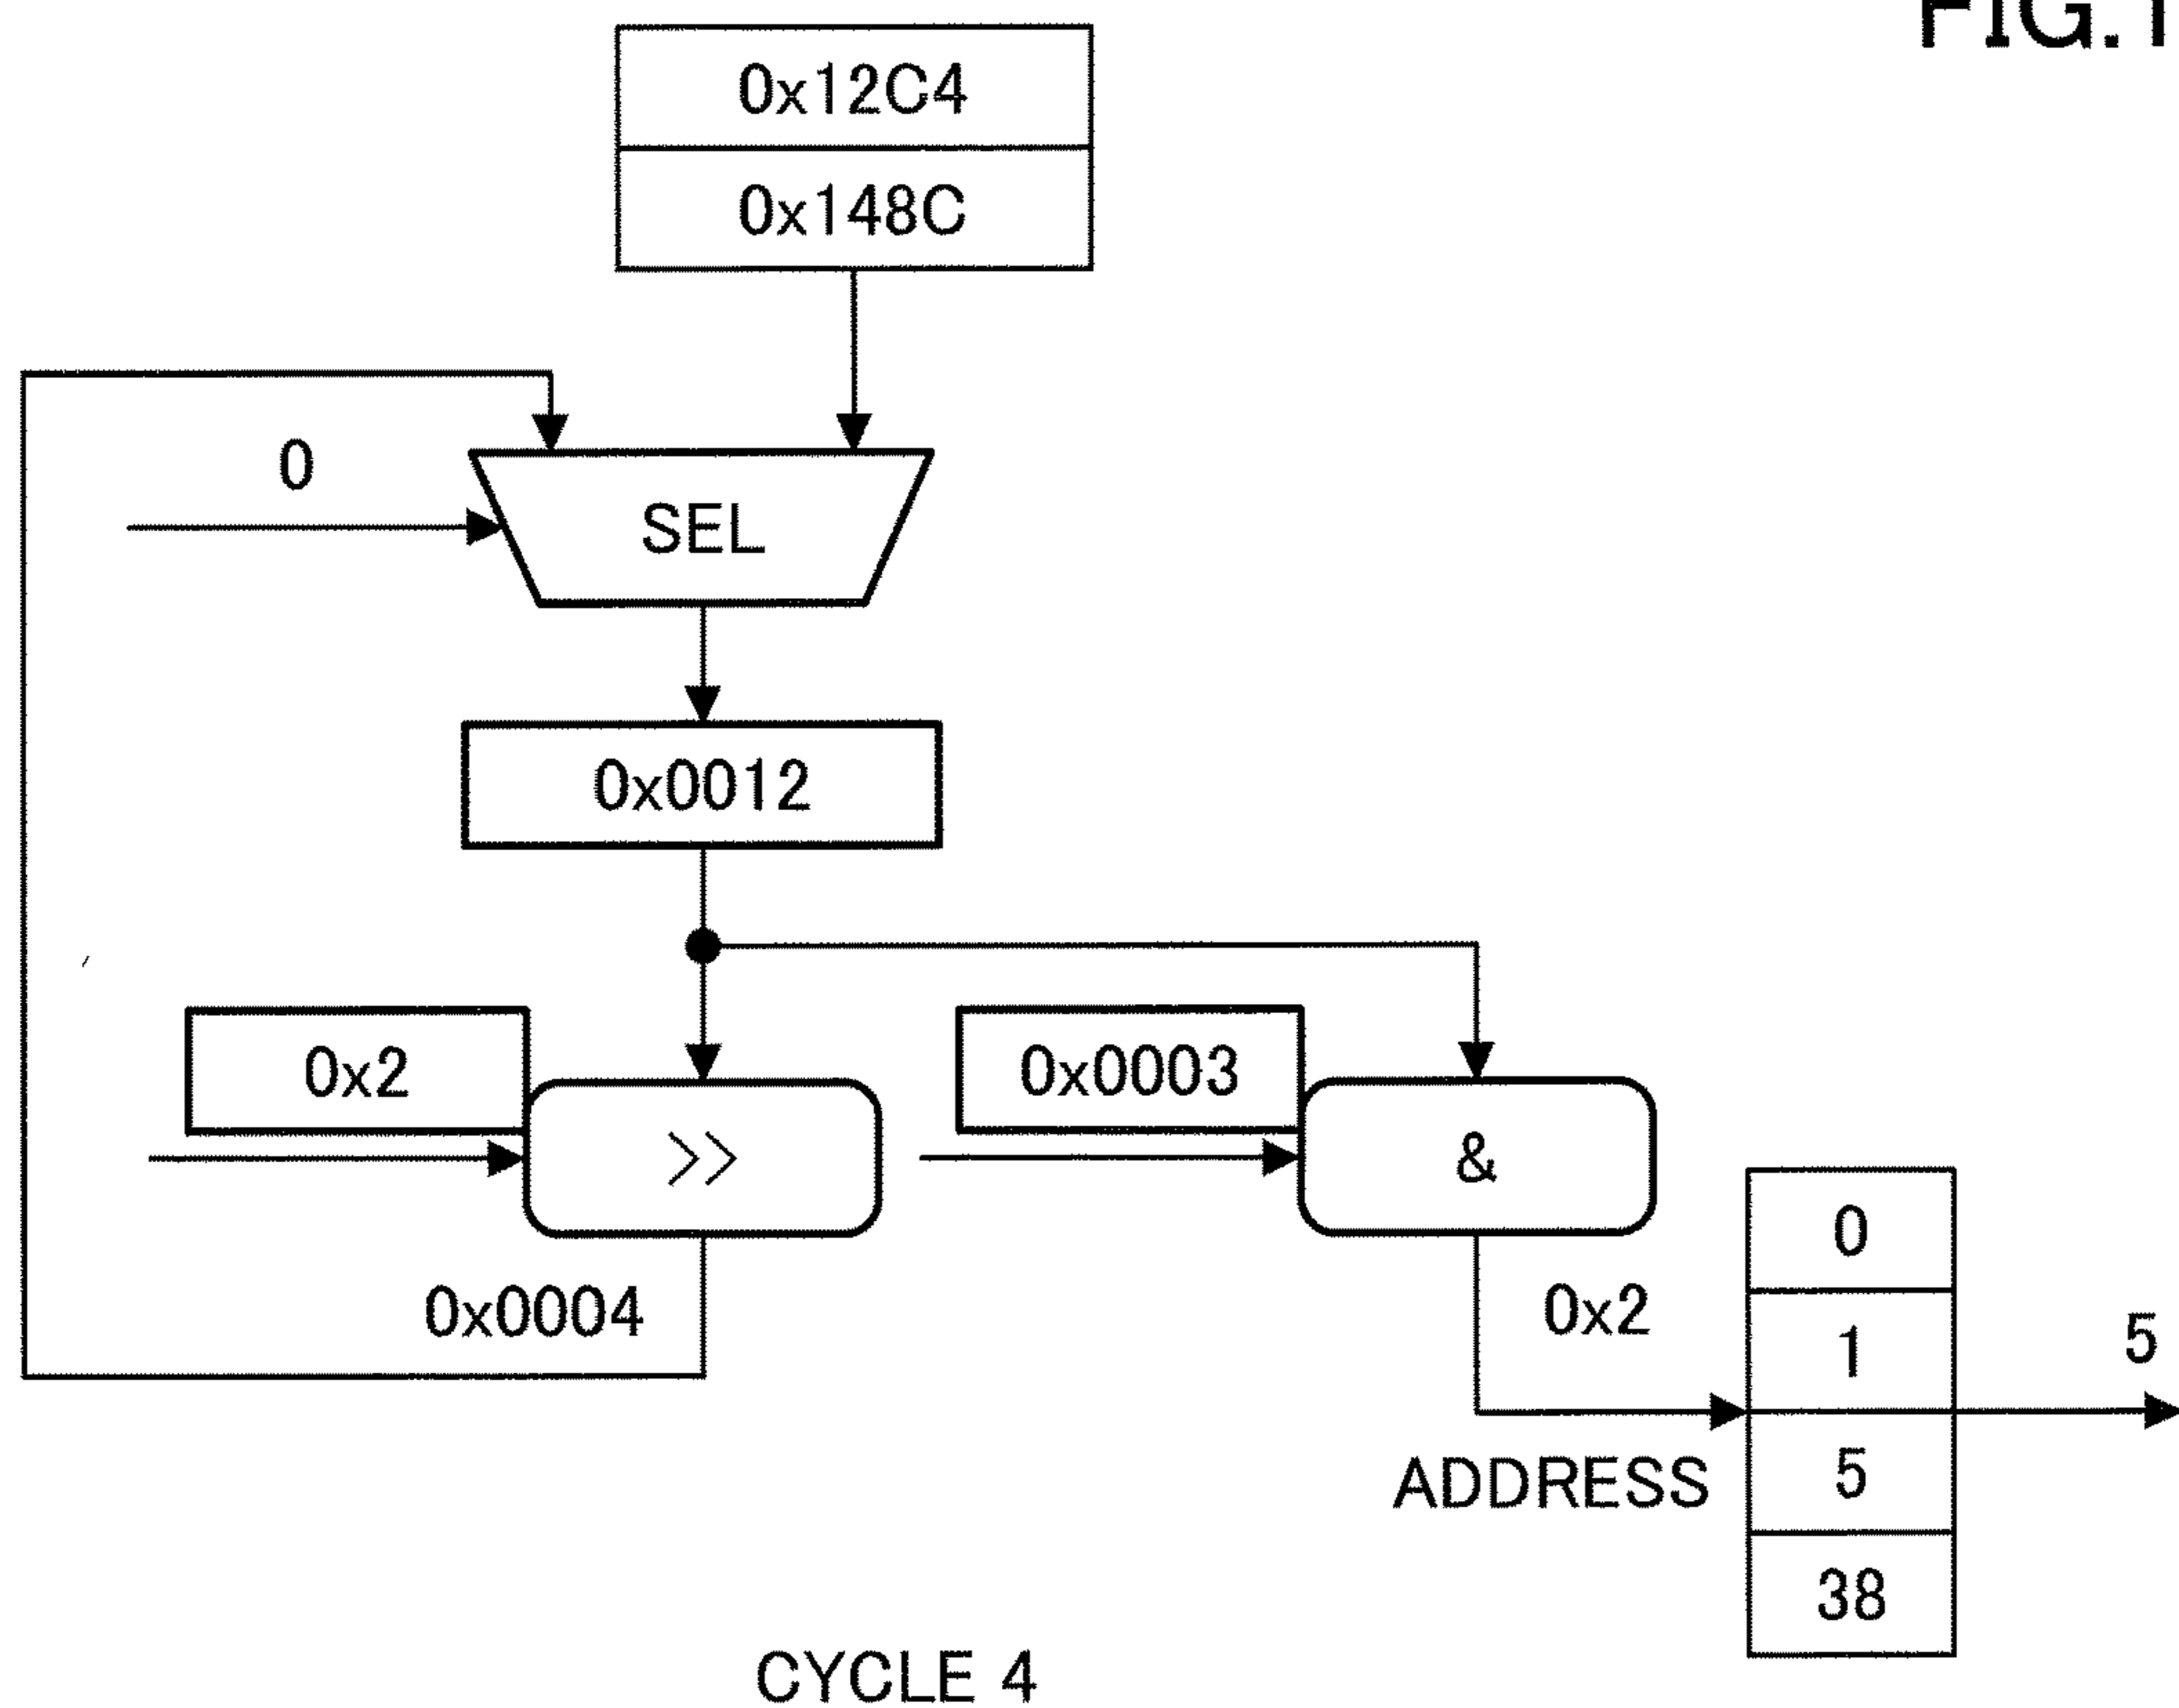 FIG.1
0x12C4
0x148C
0
SEL
0x0012
0x2
0x0003
>>
&
0
0x0004
0x2
1
5
ADDRESS
5
38
CYCLE 4